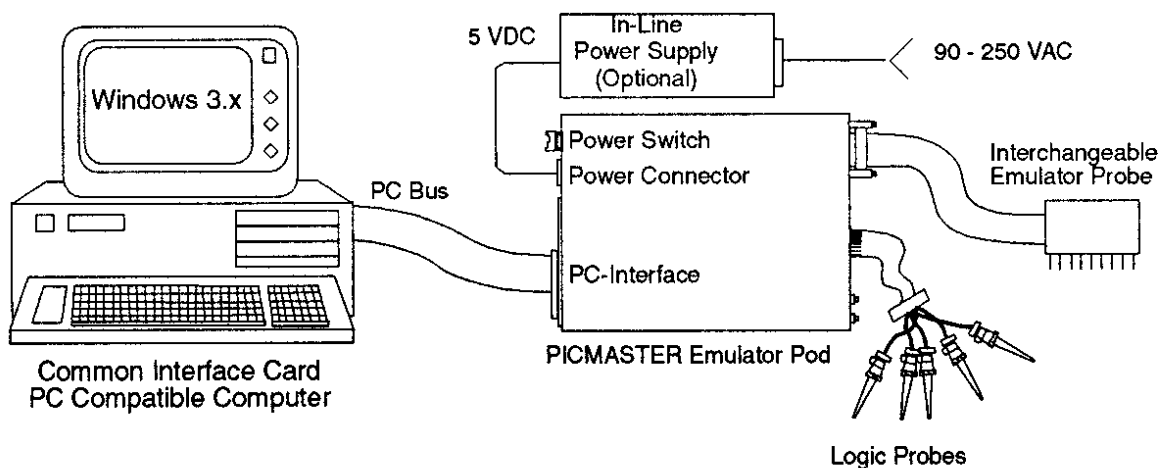 In-Line
5 VDC
Power Supply
(Optional)
90 - 250 VAC
Windows 3.x
Power Switch
Power Connector
Interchangeable
Emulator Probe
PC Bus
PC-Interface
PICMASTER Emulator Pod
Common Interface Card
PC Compatible Computer
Logic Probes